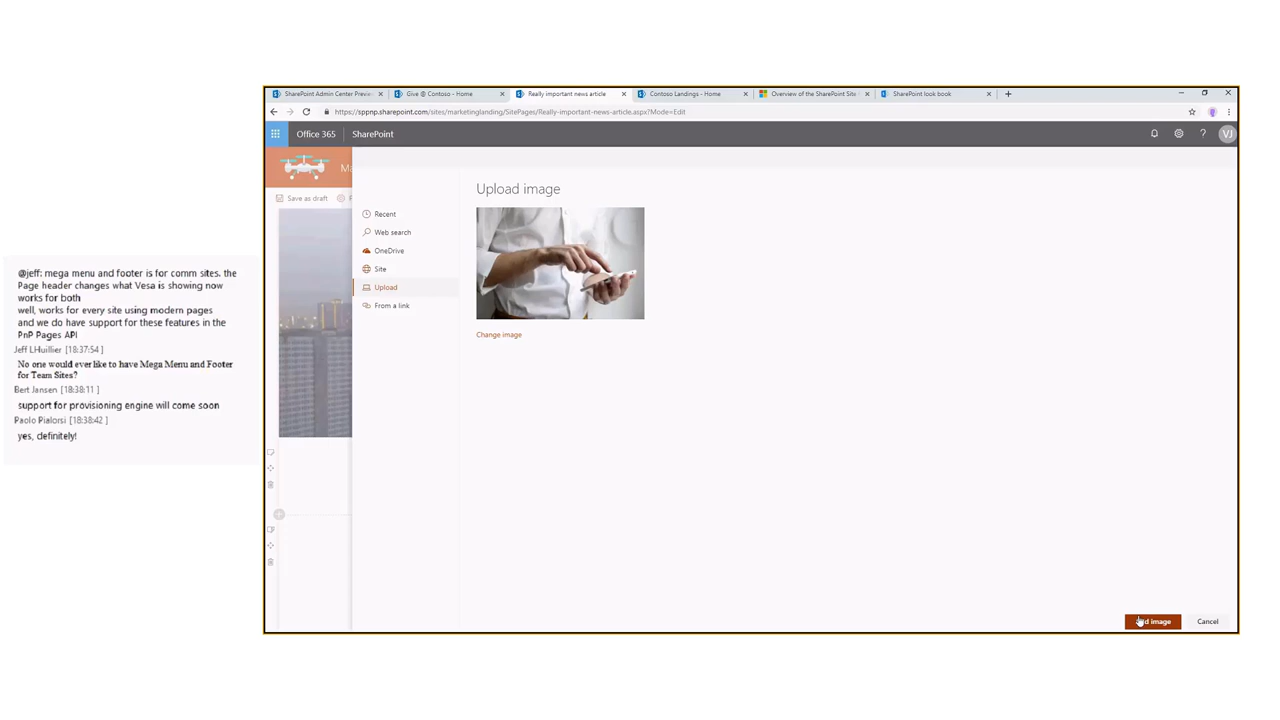 @jeff: mega menu and footer is for comm sites. the
Page header changes what Vesa is showing now
works for both
well, works for every site using modern pages
and we do have support for these features in the
PnP Pages API
Jeff LHuillier [18:37:54 ]
No one would ever like to have Mega Menu and Footer
for Team Sites?
Bert Jansen [18:38:11 ]
support for provisioning engine will come soon
Paolo Pialorsi [18:38:42 ]
yes, definitely!
SharePoint Admin Center Preview
Give @ Contoso - Home
Really important news article
Contoso Landings - Home
Overview of the SharePoint Site
SharePoint look book
https://sppnp.sharepoint.com/sites/marketinglanding/SitePages/Really-important-news-article.aspx?Mode=Edit
Office 365
SharePoint
VJ
Save as draft
Upload image
Recent
Web search
OneDrive
Site
Upload
From a link
Change image
image
Cancel